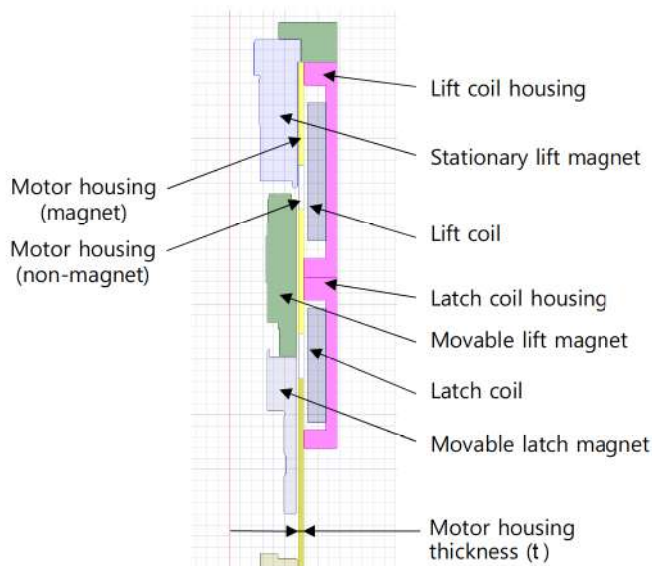 Lift coil housing
Stationary lift magnet
Motor housing
(magnet)
Motor housing
(non-magnet)
Lift coil
Latch coil housing
Movable lift magnet
Latch coil
Movable latch magnet
Motor housing
thickness (t)